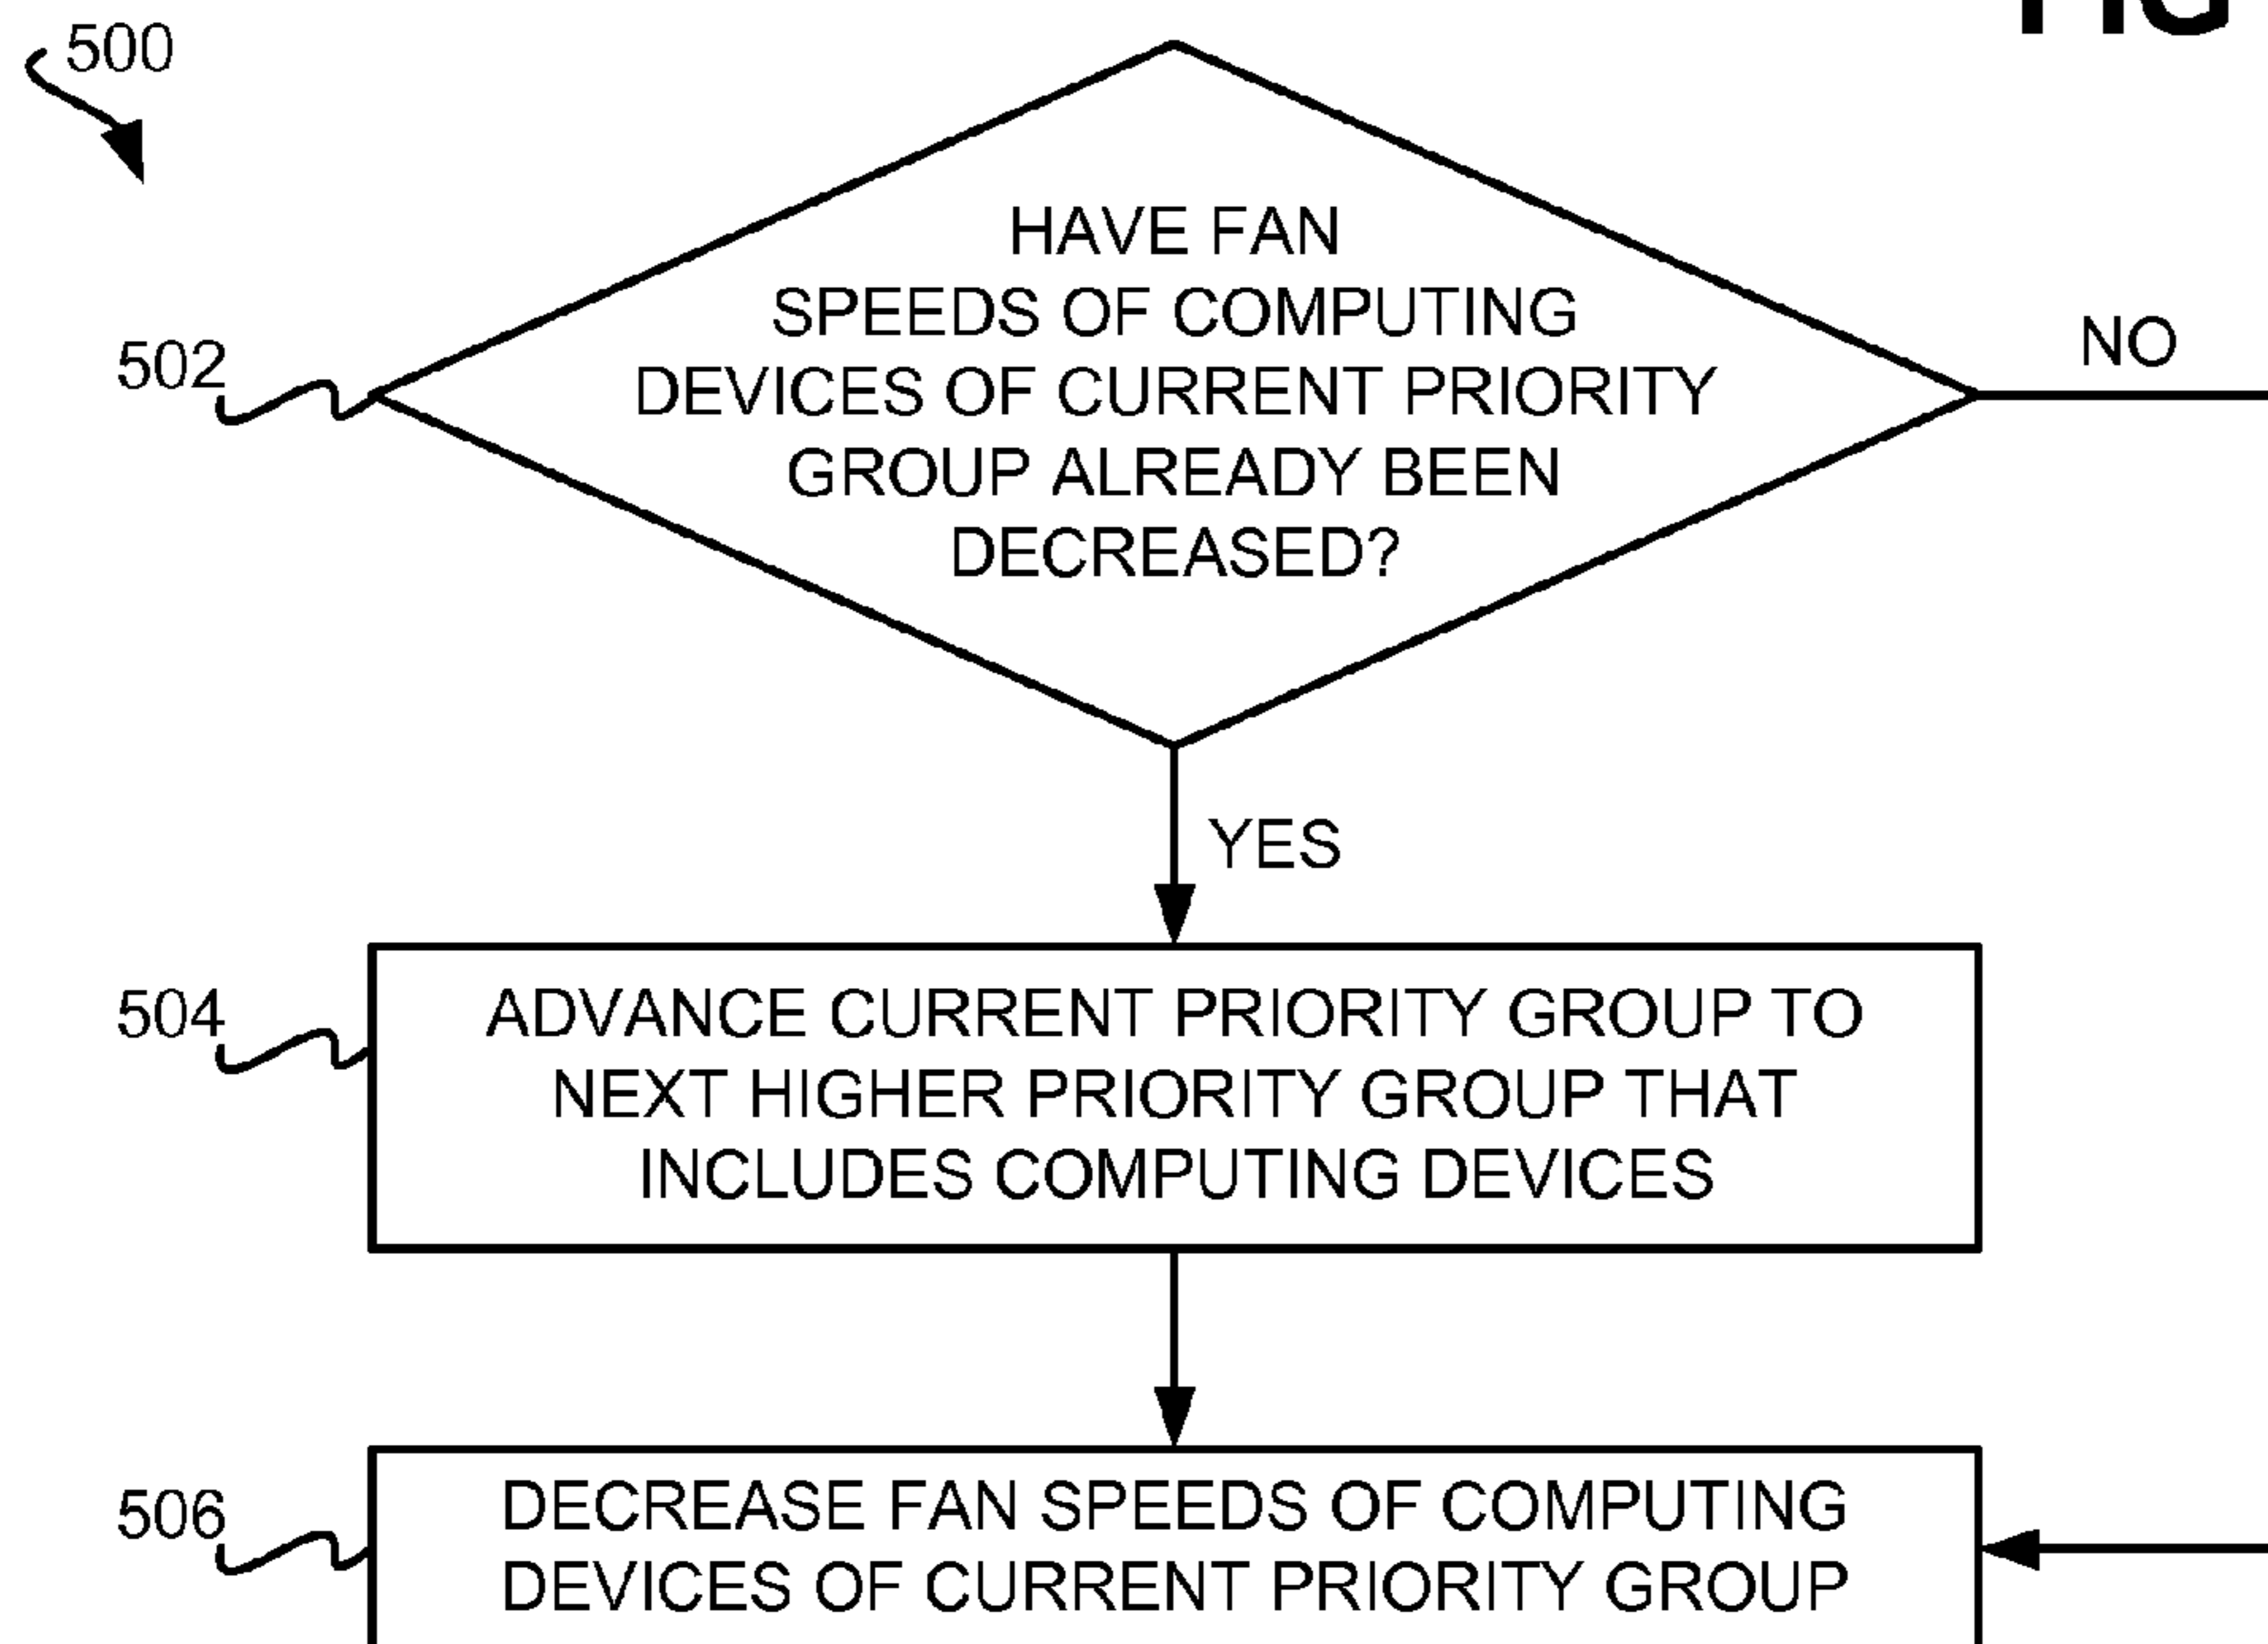 500
HAVE FAN
SPEEDS OF COMPUTING
DEVICES OF CURRENT PRIORITY
GROUP ALREADY BEEN
DECREASED?
502
NO
YES
504
ADVANCE CURRENT PRIORITY GROUP TO
NEXT HIGHER PRIORITY GROUP THAT
INCLUDES COMPUTING DEVICES
506
DECREASE FAN SPEEDS OF COMPUTING
DEVICES OF CURRENT PRIORITY GROUP